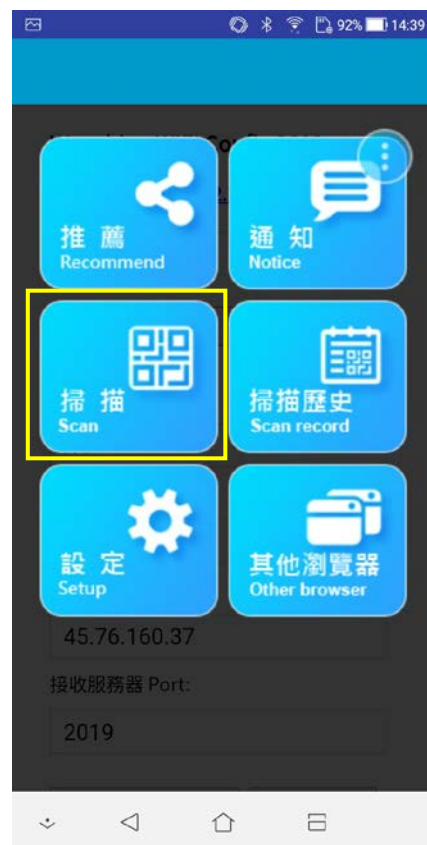 92% 14:39
推 薦
Recommend
通 知
Notice
掃 描
Scan
掃描歷史
Scan record
設 定
Setup
其他瀏覽器
Other browser
45.76.160.37
接收服務器 Port:
2019